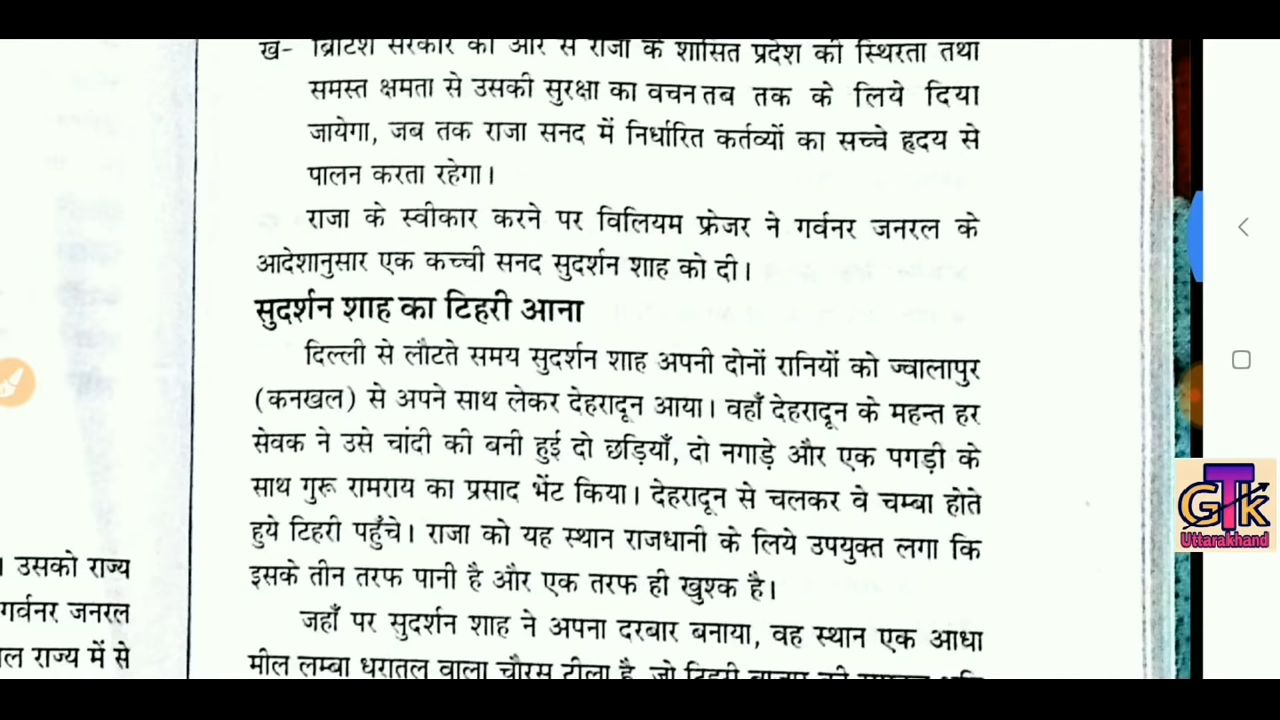 ख- ब्रिटिश सरकार की ओर से राजा के शासित प्रदेश की स्थिरता तथा
समस्त क्षमता से उसकी सुरक्षा का वचन तब तक के लिये दिया
जायेगा, जब तक राजा सनद में निर्धारित कर्तव्यों का सच्चे हृदय से
पालन करता रहेगा।
राजा के स्वीकार करने पर विलियम फ्रेजर ने गर्वनर जनरल के
आदेशानुसार एक कच्ची सनद सुदर्शन शाह को दी।
सुदर्शन शाह का टिहरी आना
दिल्ली से लौटते समय सुदर्शन शाह अपनी दोनों रानियों को ज्वालापुर
(कनखल) से अपने साथ लेकर देहरादून आया। वहाँ देहरादून के महन्त हर
सेवक ने उसे चांदी की बनी हुई दो छड़ियाँ, दो नगाड़े और एक पगड़ी के
साथ गुरू रामराय का प्रसाद भेंट किया। देहरादून से चलकर वे चम्बा होते
हुये टिहरी पहुँचे। राजा को यह स्थान राजधानी के लिये उपयुक्त लगा कि
इसके तीन तरफ पानी है और एक तरफ ही खुश्क है।
जहाँ पर सुदर्शन शाह ने अपना दरबार बनाया, वह स्थान एक आधा
मील लम्बा धरातल वाला चौरस टीला है, जो टिहरी
। उसको राज्य
गर्वनर जनरल
ल राज्य में से
GTK
Uttarakhand